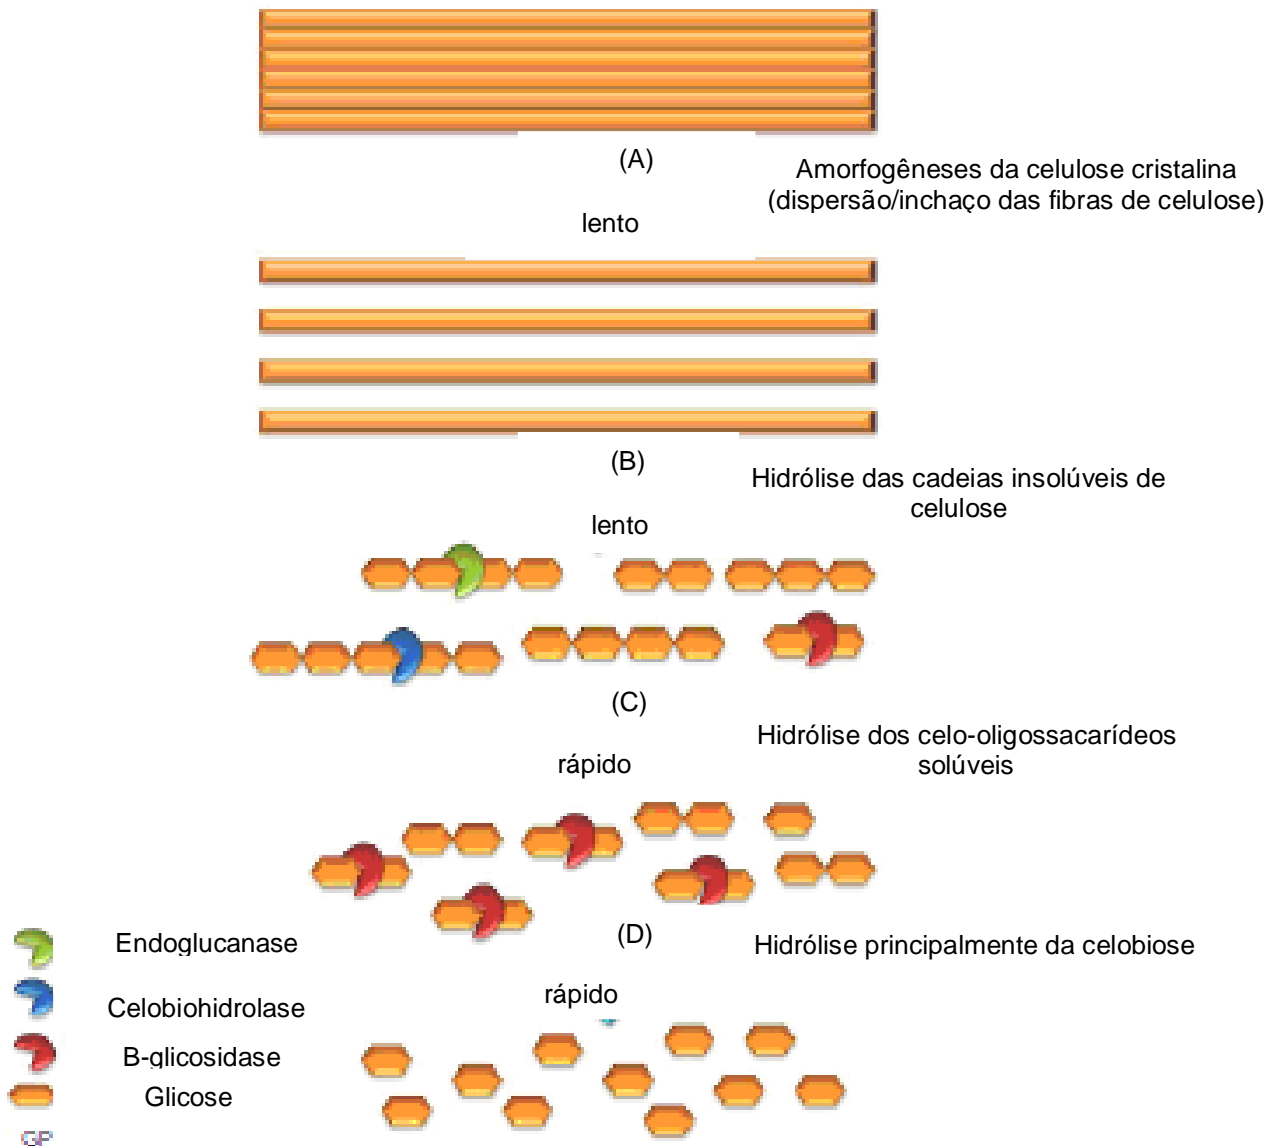 (A)
Amorfogêneses da celulose cristalina
(dispersão/inchaço das fibras de celulose)
lento
(B)
Hidrólise das cadeias insolúveis de
celulose
lento
(C)
Hidrólise dos celo-oligossacarídeos
solúveis
rápido
(D)
Hidrólise principalmente da celobiose
rápido
Endoglucanase
Celobiohidrolase
B-glicosidase
Glicose
GP